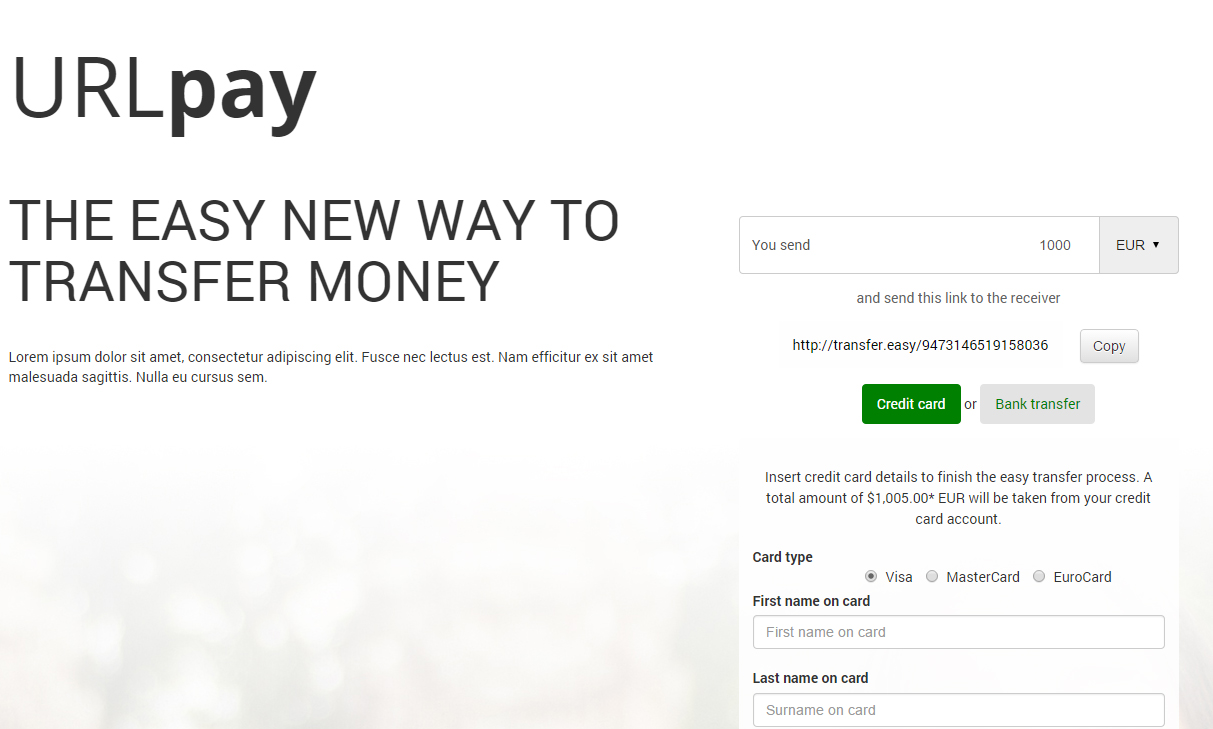 URLpay
THE EASY NEW WAY TO
TRANSFER MONEY
Lorem ipsum dolor sit amet, consectetur adipiscing elit. Fusce nec lectus est. Nam efficitur ex sit amet
malesuada sagittis. Nulla eu cursus sem.
You send 1000 EUR ▼
and send this link to the receiver
http://transfer.easy/9473146519158036 Copy
Credit card or Bank transfer
Insert credit card details to finish the easy transfer process. A
total amount of $1,005.00* EUR will be taken from your credit
card account.
Card type
Visa MasterCard EuroCard
First name on card
First name on card
Last name on card
Surname on card